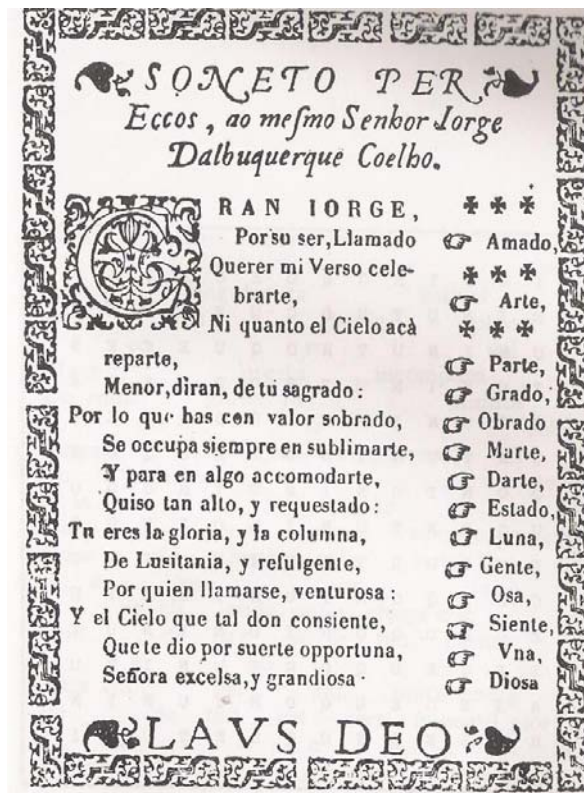 SONETO PER
Eccos, ao meſmo Senhor Iorge
Dalbuquerque Coelho.
GRAN IORGE,
Por su ser, Llamado ☞ Amado,
Querer mi Verso cele-
brarte, ☞ Arte,
Ni quanto el Cielo acà
reparte, ☞ Parte,
Menor, diran, de tu sagrado: ☞ Grado,
Por lo que has con valor sobrado, ☞ Obrado
Se occupa siempre en sublimarte, ☞ Marte,
Y para en algo accomodarte, ☞ Darte,
Quiso tan alto, y requestado: ☞ Estado,
Tu eres la gloria, y la columna, ☞ Luna,
De Lusitania, y refulgente, ☞ Gente,
Por quien llamarse, venturosa: ☞ Osa,
Y el Cielo que tal don consiente, ☞ Siente,
Que te dio por suerte opportuna, ☞ Vna,
Señora excelsa, y grandiosa· ☞ Diosa
LAVS DEO